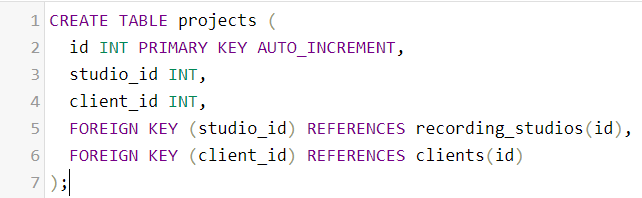 1 CREATE TABLE projects (
2   id INT PRIMARY KEY AUTO_INCREMENT,
3   studio_id INT,
4   client_id INT,
5   FOREIGN KEY (studio_id) REFERENCES recording_studios(id),
6   FOREIGN KEY (client_id) REFERENCES clients(id)
7 );